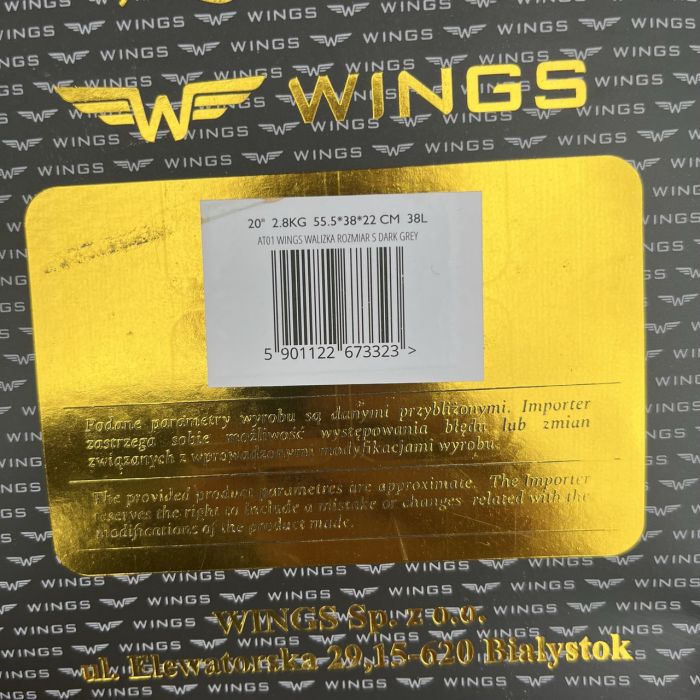 WINGS
20" 2.8KG 55.5*38*22 CM 38L
AT01 WINGS WALIZKA ROZMIAR S DARK GREY
5 901122 673323 >
Podane parametry wyrobu są danymi przybliżonymi. Importer
zastrzega sobie możliwość występowania błędu lub zmian
związanych z wprowadzonymi modyfikacjami wyrobu.
The provided product parametres are approximate. The Importer
reserves the right to include a mistake or changes related with the
modifications of the product made.
WINGS Sp. z o.o.
ul. Elewatorska 29,15-620 Bialystok